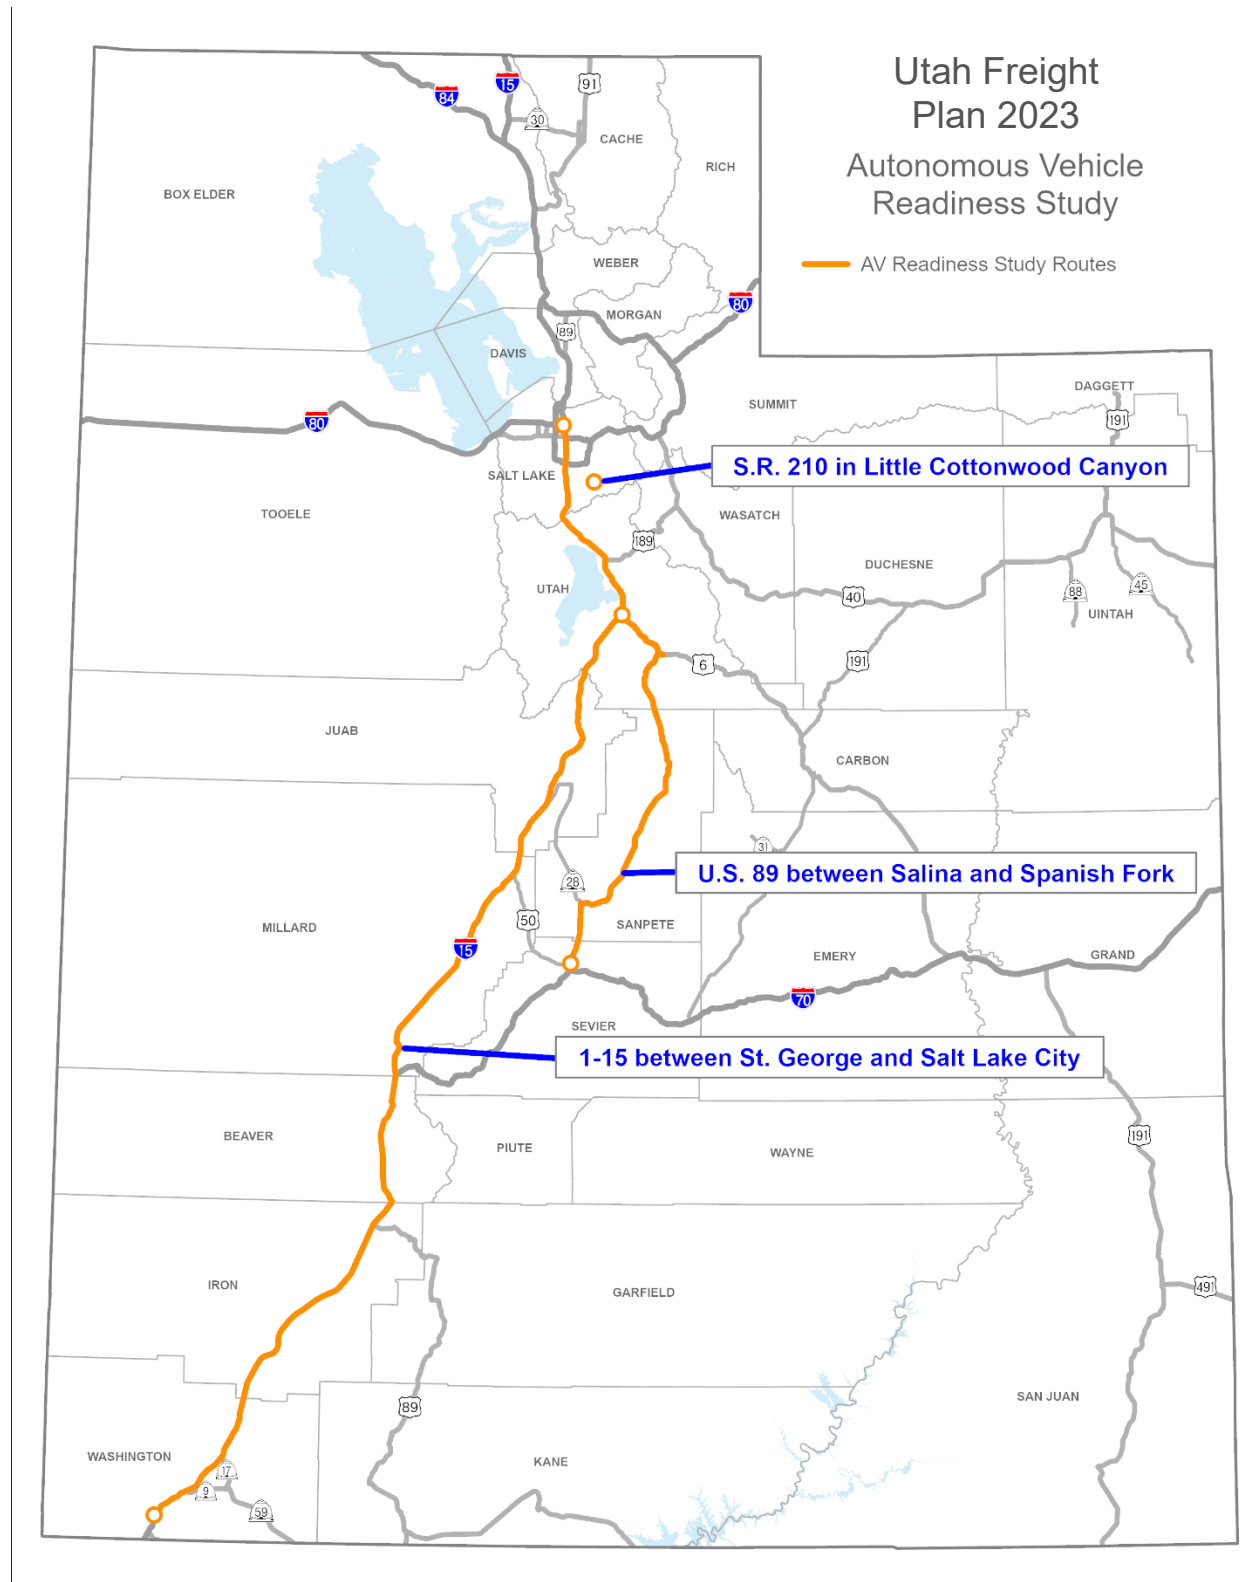 Utah Freight
Plan 2023
Autonomous Vehicle
Readiness Study
AV Readiness Study Routes
84
15
91
30
CACHE
RICH
BOX ELDER
WEBER
80
MORGAN
89
DAVIS
DAGGETT
SUMMIT
191
80
S.R. 210 in Little Cottonwood Canyon
SALT LAKE
TOOELE
WASATCH
189
DUCHESNE
UTAH
40
88
45
UINTAH
6
191
JUAB
CARBON
31
U.S. 89 between Salina and Spanish Fork
28
50
SANPETE
MILLARD
15
EMERY
GRAND
70
SEVIER
1-15 between St. George and Salt Lake City
BEAVER
191
PIUTE
WAYNE
IRON
491
GARFIELD
SAN JUAN
89
WASHINGTON
KANE
17
9
59